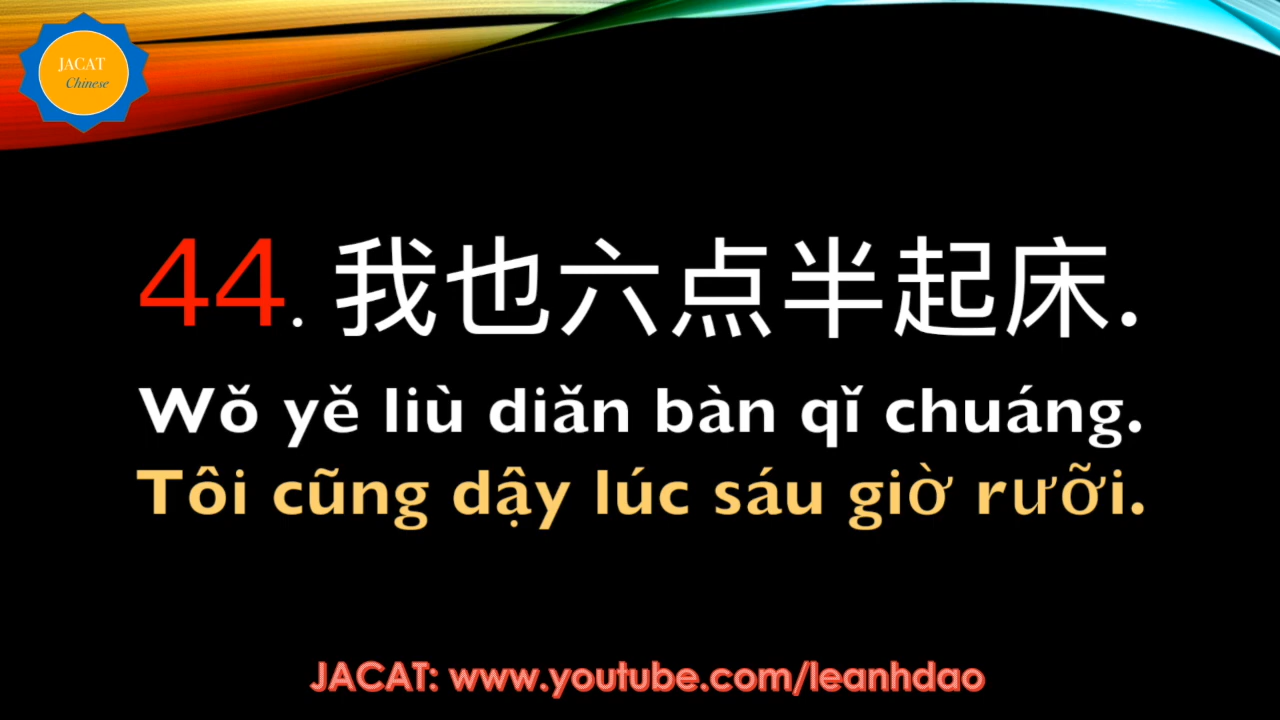 JACAT
Chinese
44. 我也六点半起床.
Wǒ yě liù diǎn bàn qǐ chuáng.
Tôi cũng dậy lúc sáu giờ rưỡi.
JACAT: www.youtube.com/leanhdao